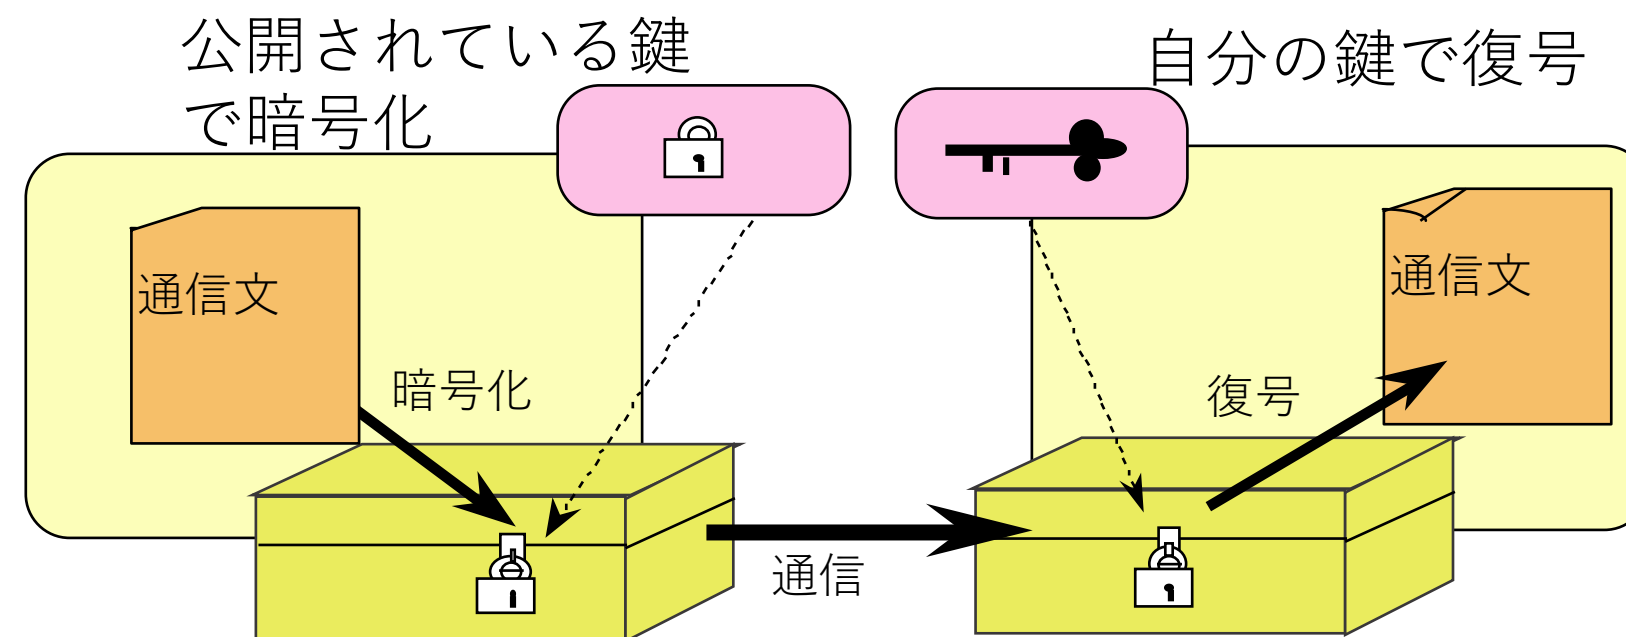 公開されている鍵
で暗号化
自分の鍵で復号
通信文
通信文
暗号化
復号
通信